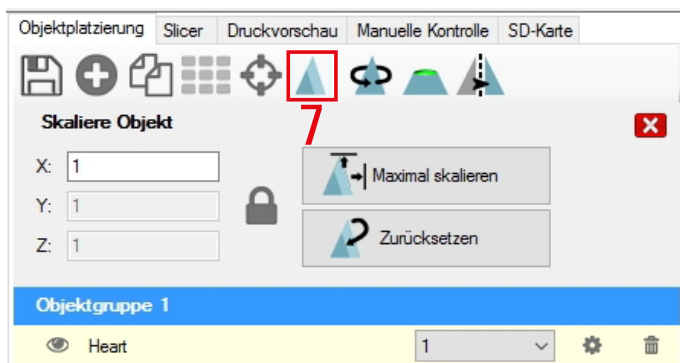 Objektplatzierung Slicer Druckvorschau Manuelle Kontrolle SD-Karte
7
Skaliere Objekt
X: 1
Maximal skalieren
Y: 1
Zurücksetzen
Z: 1
Objektgruppe 1
Heart 1